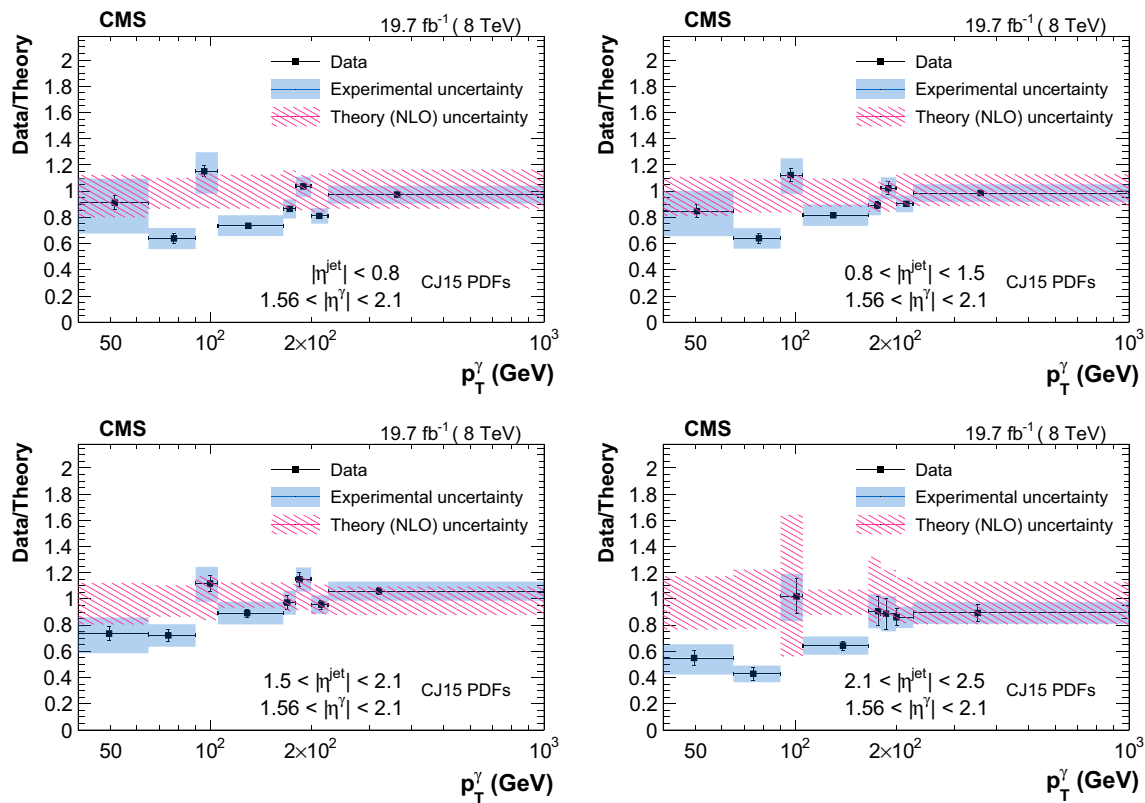 CMS 19.7 fb⁻¹ ( 8 TeV)
Data/Theory
2
1.8
1.6
1.4
1.2
1
0.8
0.6
0.4
0.2
0
Data
Experimental uncertainty
Theory (NLO) uncertainty
|η^jet| < 0.8
1.56 < |η^γ| < 2.1
CJ15 PDFs
50 10² 2×10² 10³
p_T^γ (GeV)
CMS 19.7 fb⁻¹ ( 8 TeV)
Data/Theory
2
1.8
1.6
1.4
1.2
1
0.8
0.6
0.4
0.2
0
Data
Experimental uncertainty
Theory (NLO) uncertainty
0.8 < |η^jet| < 1.5
1.56 < |η^γ| < 2.1
CJ15 PDFs
50 10² 2×10² 10³
p_T^γ (GeV)
CMS 19.7 fb⁻¹ ( 8 TeV)
Data/Theory
2
1.8
1.6
1.4
1.2
1
0.8
0.6
0.4
0.2
0
Data
Experimental uncertainty
Theory (NLO) uncertainty
1.5 < |η^jet| < 2.1
1.56 < |η^γ| < 2.1
CJ15 PDFs
50 10² 2×10² 10³
p_T^γ (GeV)
CMS 19.7 fb⁻¹ ( 8 TeV)
Data/Theory
2
1.8
1.6
1.4
1.2
1
0.8
0.6
0.4
0.2
0
Data
Experimental uncertainty
Theory (NLO) uncertainty
2.1 < |η^jet| < 2.5
1.56 < |η^γ| < 2.1
CJ15 PDFs
50 10² 2×10² 10³
p_T^γ (GeV)